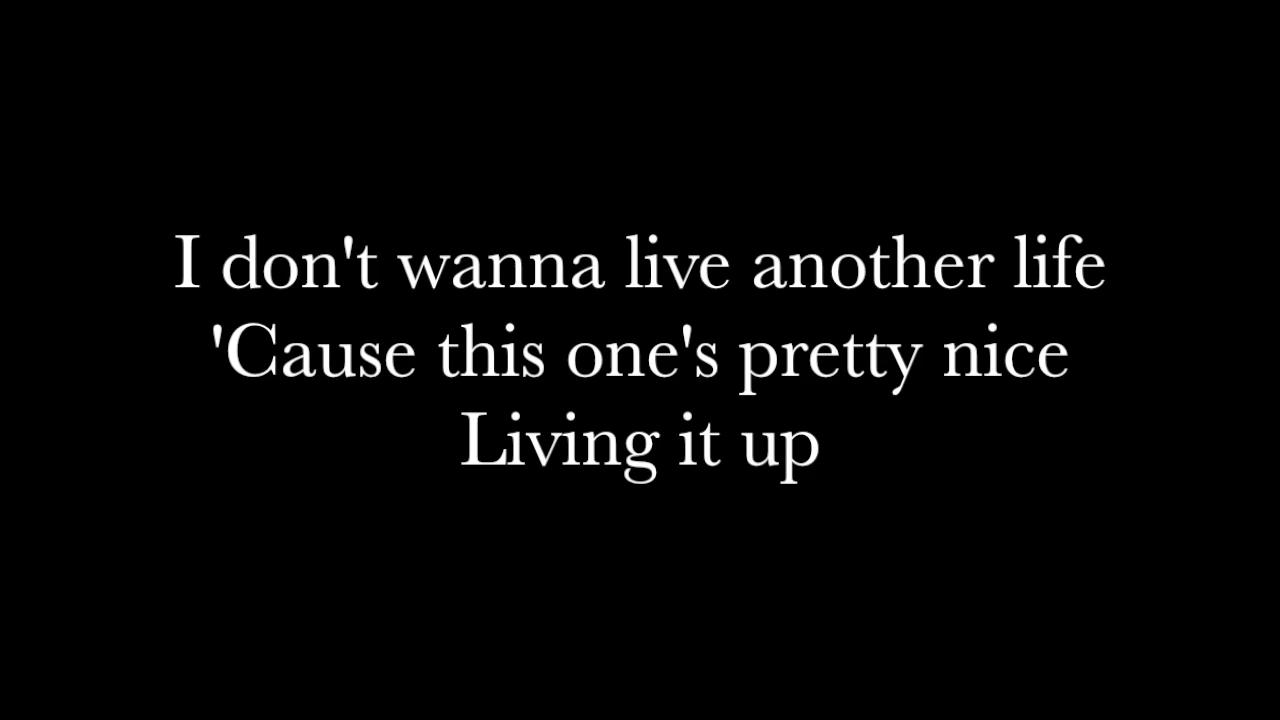 I don't wanna live another life
'Cause this one's pretty nice
Living it up